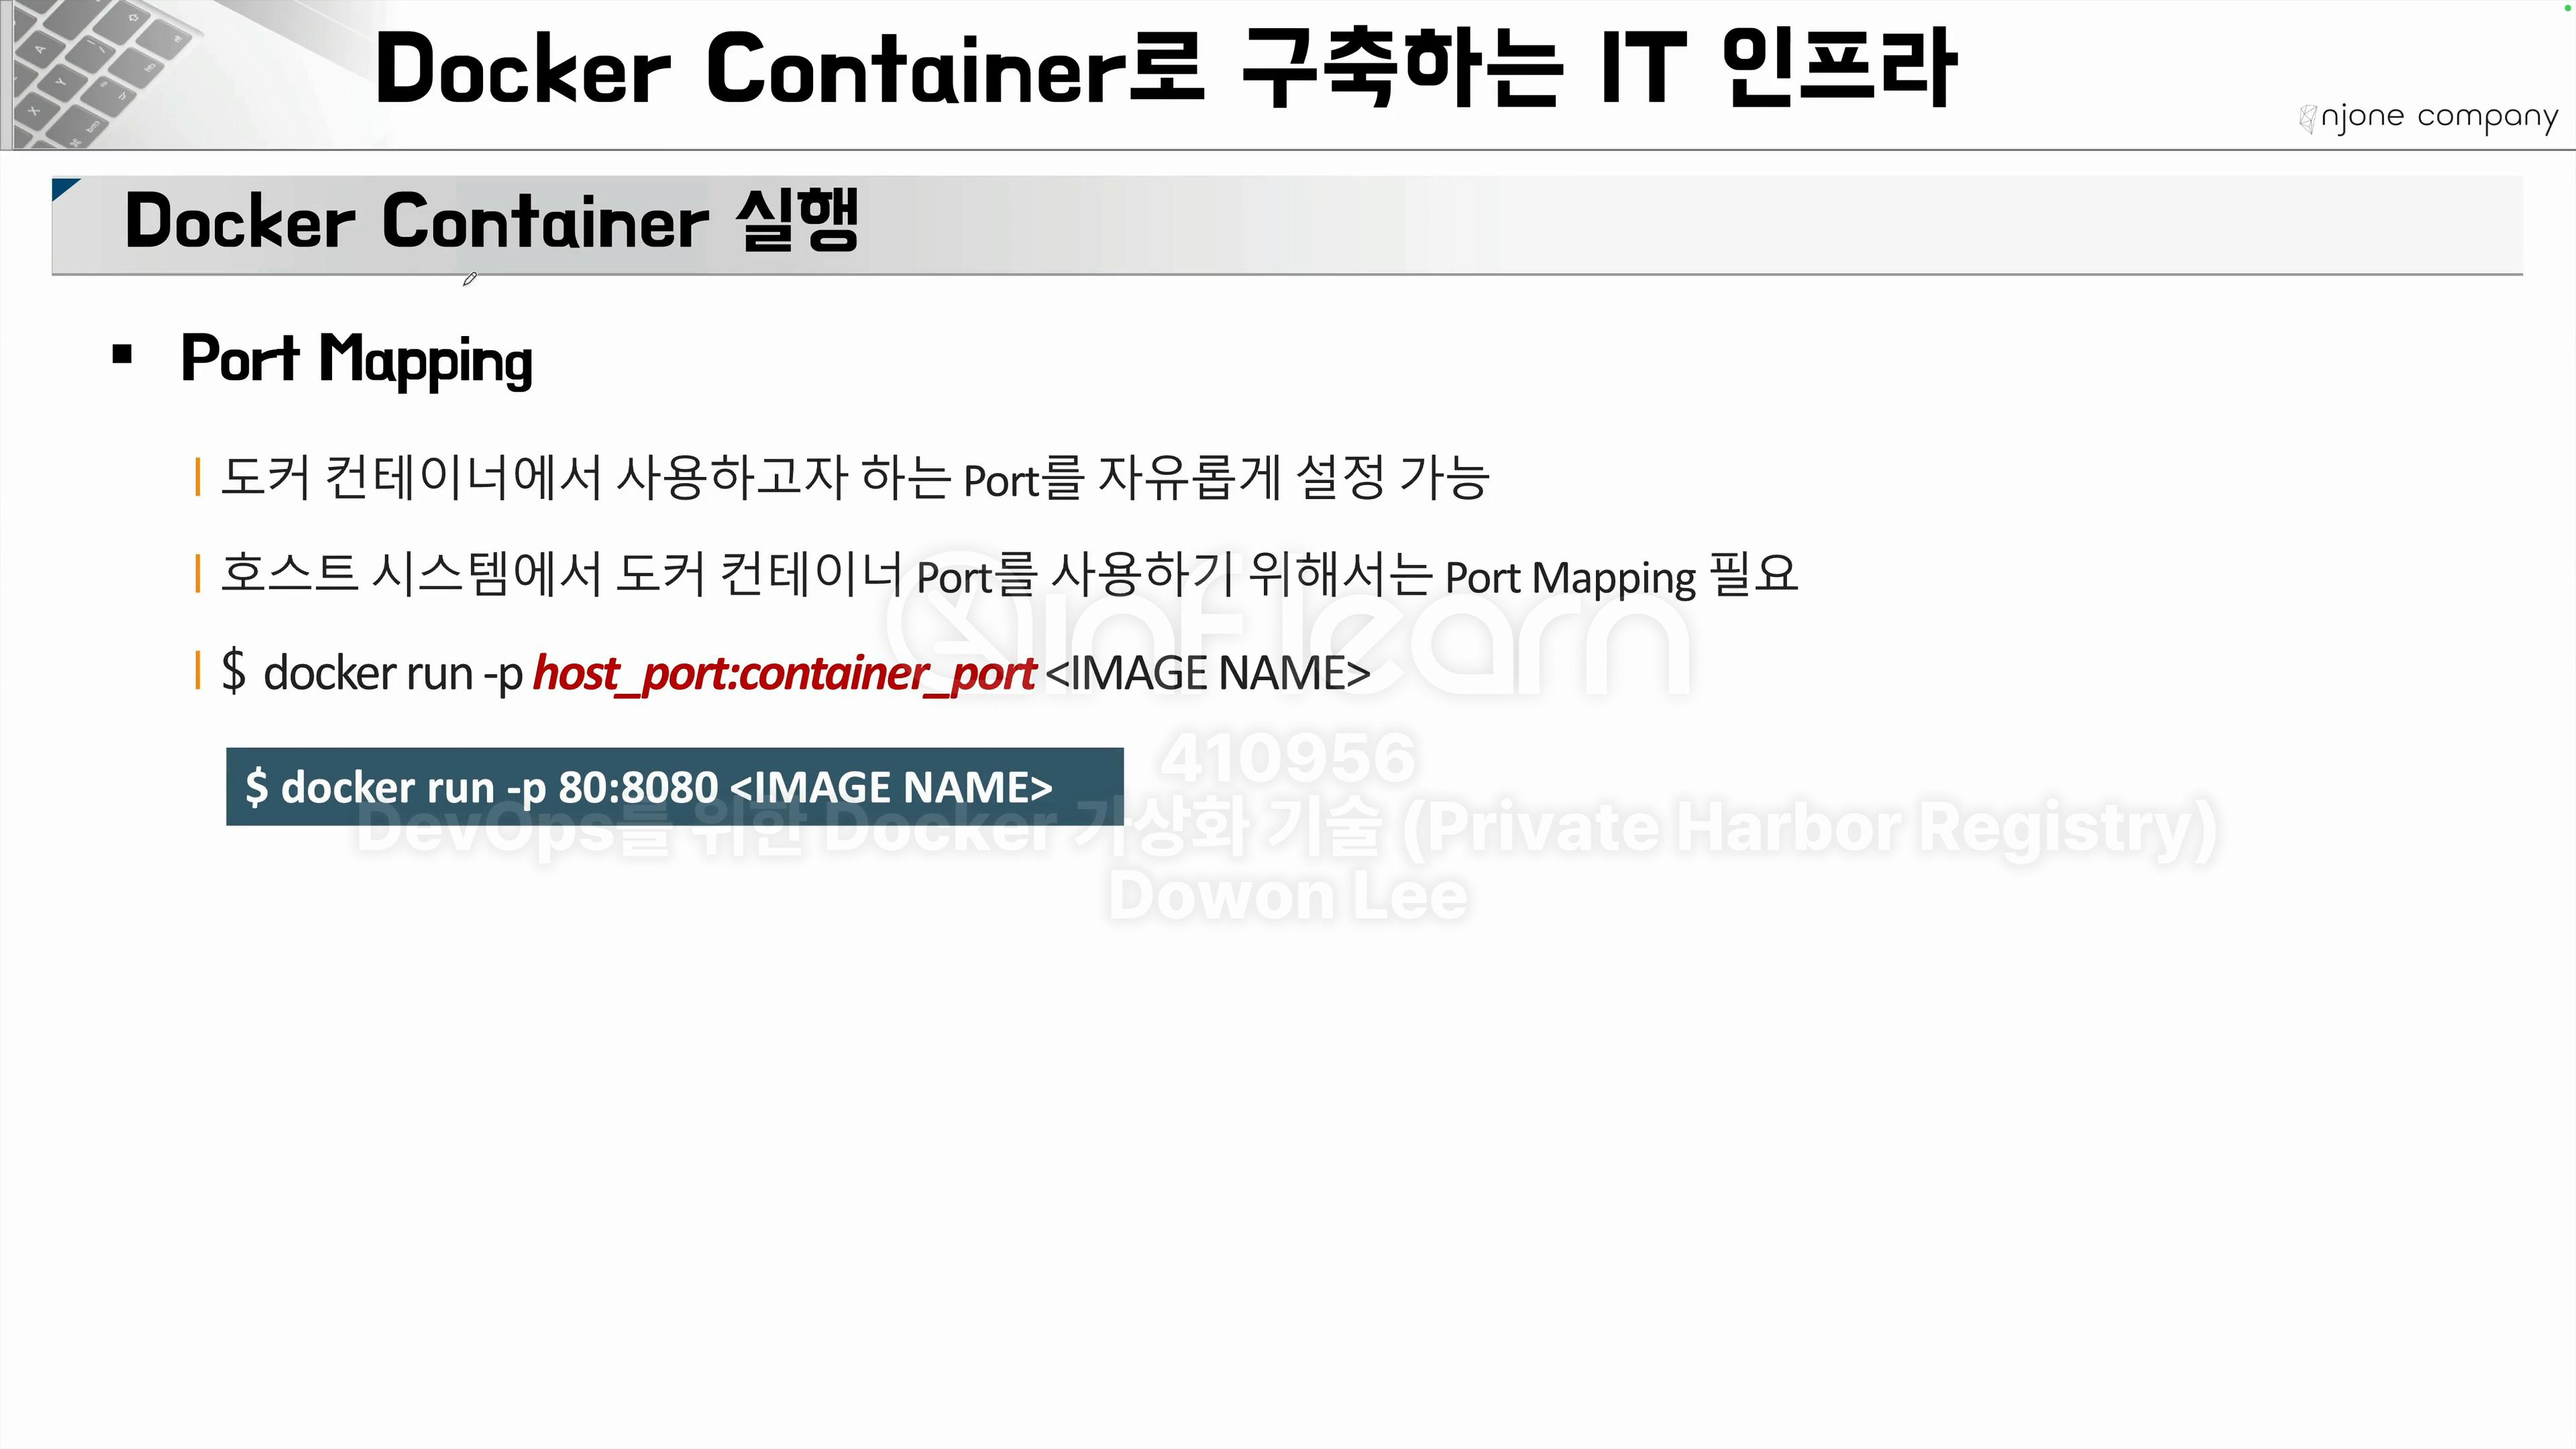 Docker Container로 구축하는 IT 인프라
njone company
Docker Container 실행
▪ Port Mapping
도커 컨테이너에서 사용하고자 하는 Port를 자유롭게 설정 가능
호스트 시스템에서 도커 컨테이너 Port를 사용하기 위해서는 Port Mapping 필요
$ docker run -p host_port:container_port <IMAGE NAME>
$ docker run -p 80:8080 <IMAGE NAME>
inflearn
410956
DevOps를 위한 Docker 가상화 기술 (Private Harbor Registry)
Dowon Lee